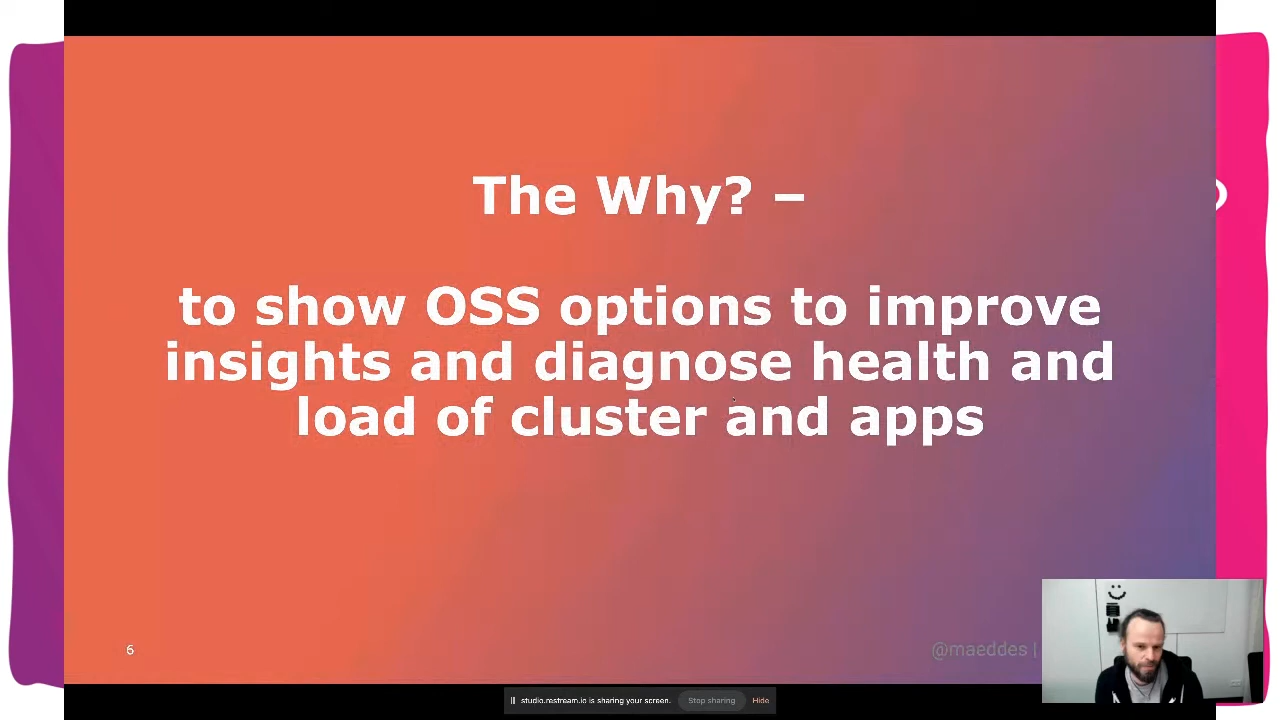 The Why? –
to show OSS options to improve
insights and diagnose health and
load of cluster and apps
6
@maeddes |
studio.restream.io is sharing your screen.
Stop sharing
Hide